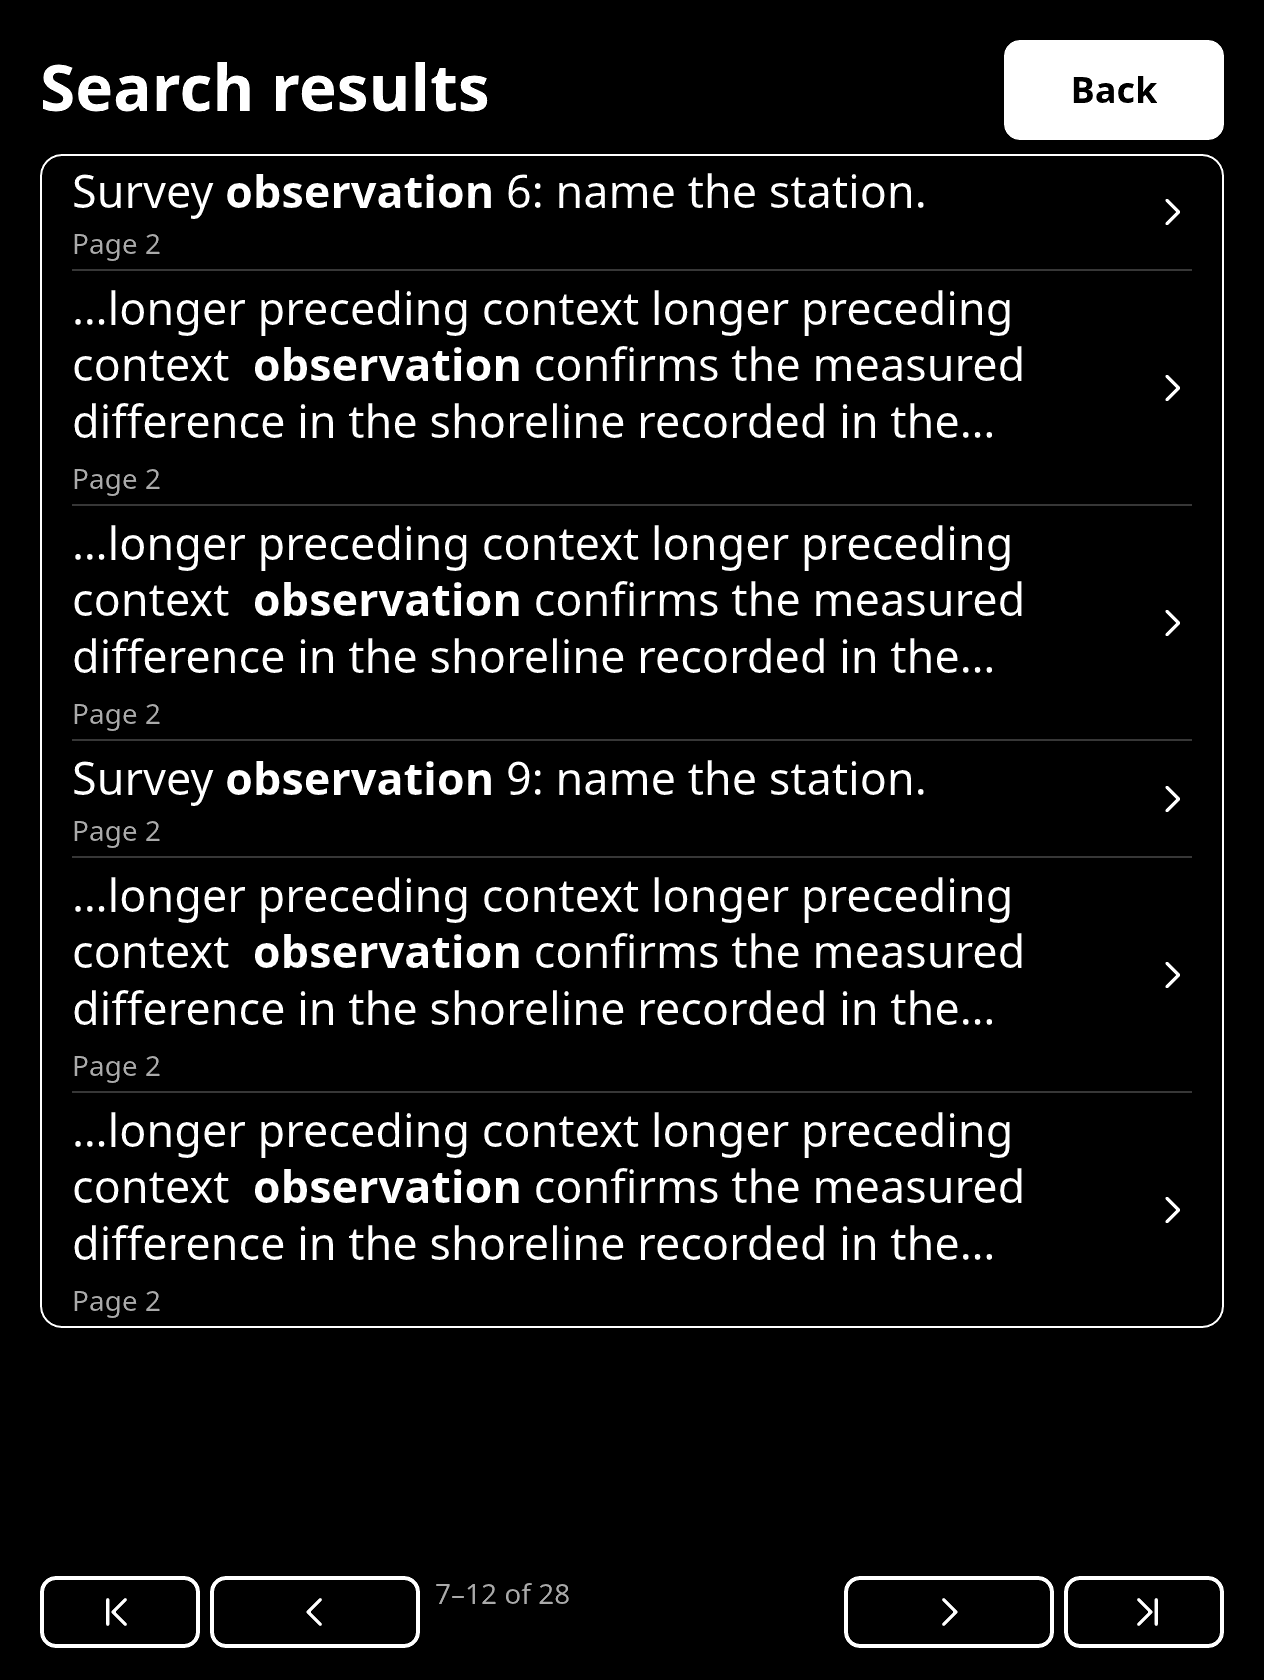 Search results
Back
Survey observation 6: name the station.
Page 2
…longer preceding context longer preceding
context  observation confirms the measured
difference in the shoreline recorded in the…
Page 2
…longer preceding context longer preceding
context  observation confirms the measured
difference in the shoreline recorded in the…
Page 2
Survey observation 9: name the station.
Page 2
…longer preceding context longer preceding
context  observation confirms the measured
difference in the shoreline recorded in the…
Page 2
…longer preceding context longer preceding
context  observation confirms the measured
difference in the shoreline recorded in the…
Page 2
7–12 of 28